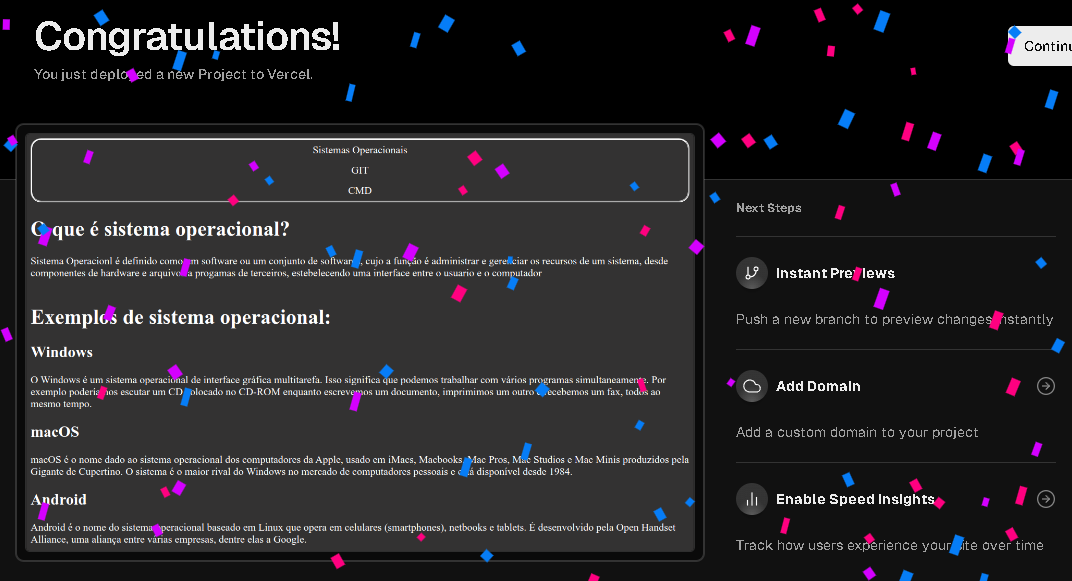 Congratulations!
You just deployed a new Project to Vercel.
Continu
Sistemas Operacionais
GIT
CMD
O que é sistema operacional?
Sistema Operacionl é definido como um software ou um conjunto de softwares, cujo a função é administrar e gerenciar os recursos de um sistema, desde
componentes de hardware e arquivos a progamas de terceiros, estebelecendo uma interface entre o usuario e o computador
Exemplos de sistema operacional:
Windows
O Windows é um sistema operacional de interface gráfica multitarefa. Isso significa que podemos trabalhar com vários programas simultaneamente. Por
exemplo poderiamos escutar um CD colocado no CD-ROM enquanto escrevemos um documento, imprimimos um outro e recebemos um fax, todos ao
mesmo tempo.
macOS
macOS é o nome dado ao sistema operacional dos computadores da Apple, usado em iMacs, Macbooks, Mac Pros, Mac Studios e Mac Minis produzidos pela
Gigante de Cupertino. O sistema é o maior rival do Windows no mercado de computadores pessoais e está disponível desde 1984.
Android
Android é o nome do sistema operacional baseado em Linux que opera em celulares (smartphones), netbooks e tablets. É desenvolvido pela Open Handset
Alliance, uma aliança entre várias empresas, dentre elas a Google.
Next Steps
Instant Previews
Push a new branch to preview changes instantly
Add Domain
Add a custom domain to your project
Enable Speed Insights
Track how users experience your site over time